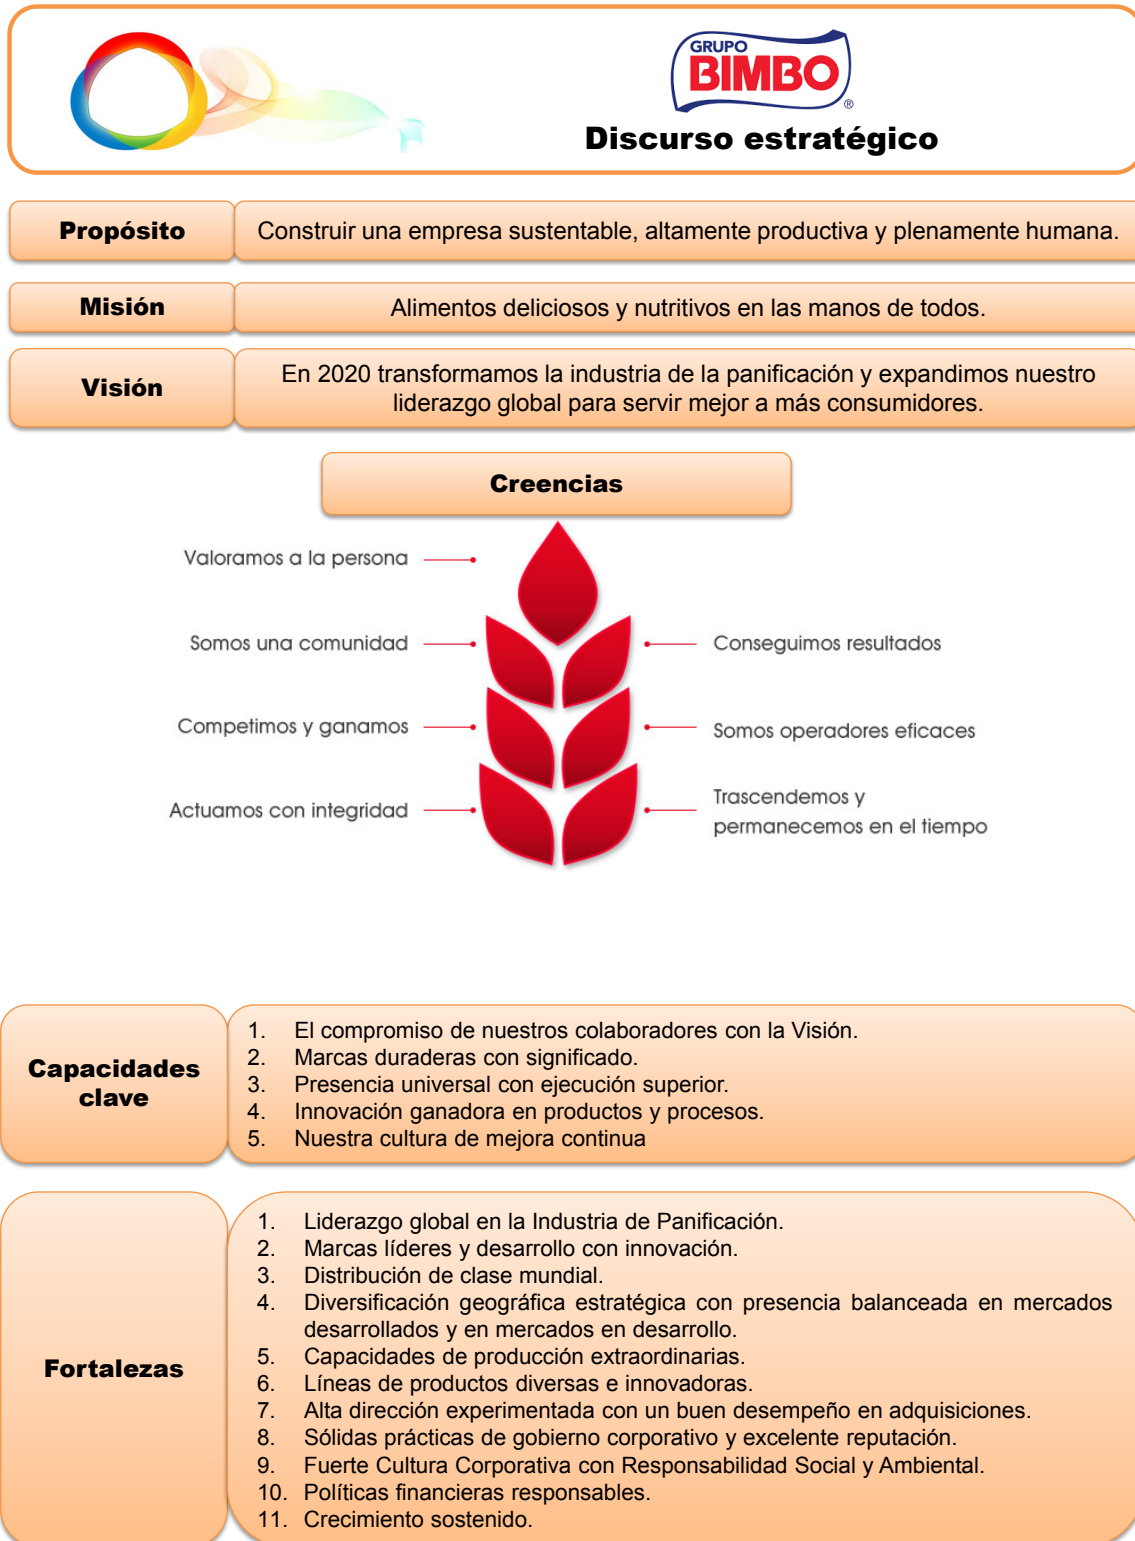 GRUPO
BIMBO
®
Discurso estratégico
Propósito
Construir una empresa sustentable, altamente productiva y plenamente humana.
Misión
Alimentos deliciosos y nutritivos en las manos de todos.
Visión
En 2020 transformamos la industria de la panificación y expandimos nuestro
liderazgo global para servir mejor a más consumidores.
Creencias
Valoramos a la persona
Somos una comunidad
Conseguimos resultados
Competimos y ganamos
Somos operadores eficaces
Actuamos con integridad
Trascendemos y
permanecemos en el tiempo
Capacidades
clave
1. El compromiso de nuestros colaboradores con la Visión.
2. Marcas duraderas con significado.
3. Presencia universal con ejecución superior.
4. Innovación ganadora en productos y procesos.
5. Nuestra cultura de mejora continua
Fortalezas
1. Liderazgo global en la Industria de Panificación.
2. Marcas líderes y desarrollo con innovación.
3. Distribución de clase mundial.
4. Diversificación geográfica estratégica con presencia balanceada en mercados
desarrollados y en mercados en desarrollo.
5. Capacidades de producción extraordinarias.
6. Líneas de productos diversas e innovadoras.
7. Alta dirección experimentada con un buen desempeño en adquisiciones.
8. Sólidas prácticas de gobierno corporativo y excelente reputación.
9. Fuerte Cultura Corporativa con Responsabilidad Social y Ambiental.
10. Políticas financieras responsables.
11. Crecimiento sostenido.